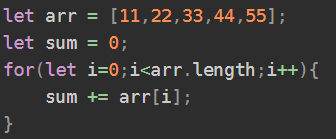 let arr = [11,22,33,44,55];
let sum = 0;
for(let i=0;i<arr.length;i++){
    sum += arr[i];
}